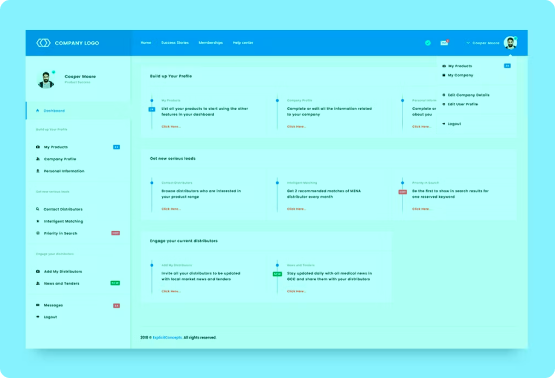 COMPANY LOGO
Home
Success Stories
Memberships
Help center
Cooper Moore
My Products
My Company
Edit Company Details
Edit User Profile
Logout
Cooper Moore
Dashboard
Build up Your Profile
My Products
Company Profile
Personal Information
Get new serious leads
Contact Distributors
Intelligent Matching
Priority in Search
Engage your Distributors
Add My Distributors
News and Tenders
Messages
Logout
Build up Your Profile
My Products
List all your products to start using the other
features in your dashboard
Click Here...
Company Profile
Complete or edit all the information related
to your company
Click Here...
Complete or
about you
Click Here...
Get new serious leads
Contact Distributors
Browse distributors who are interested in
your product range
Click Here...
Intelligent Matching
Get 2 recommended matches of MENA
distributor every month
Click Here...
Priority in Search
Be the first to show in search results for
one reserved keyword
Click Here...
Engage your current distributors
Add My Distributors
Invite all your distributors to be updated
with local market news and tenders
Click Here...
News and Tenders
Stay updated daily with all medical news in
GCC and share them with your distributors
Click Here...
2019 © ExplicitConcepts. All rights reserved.